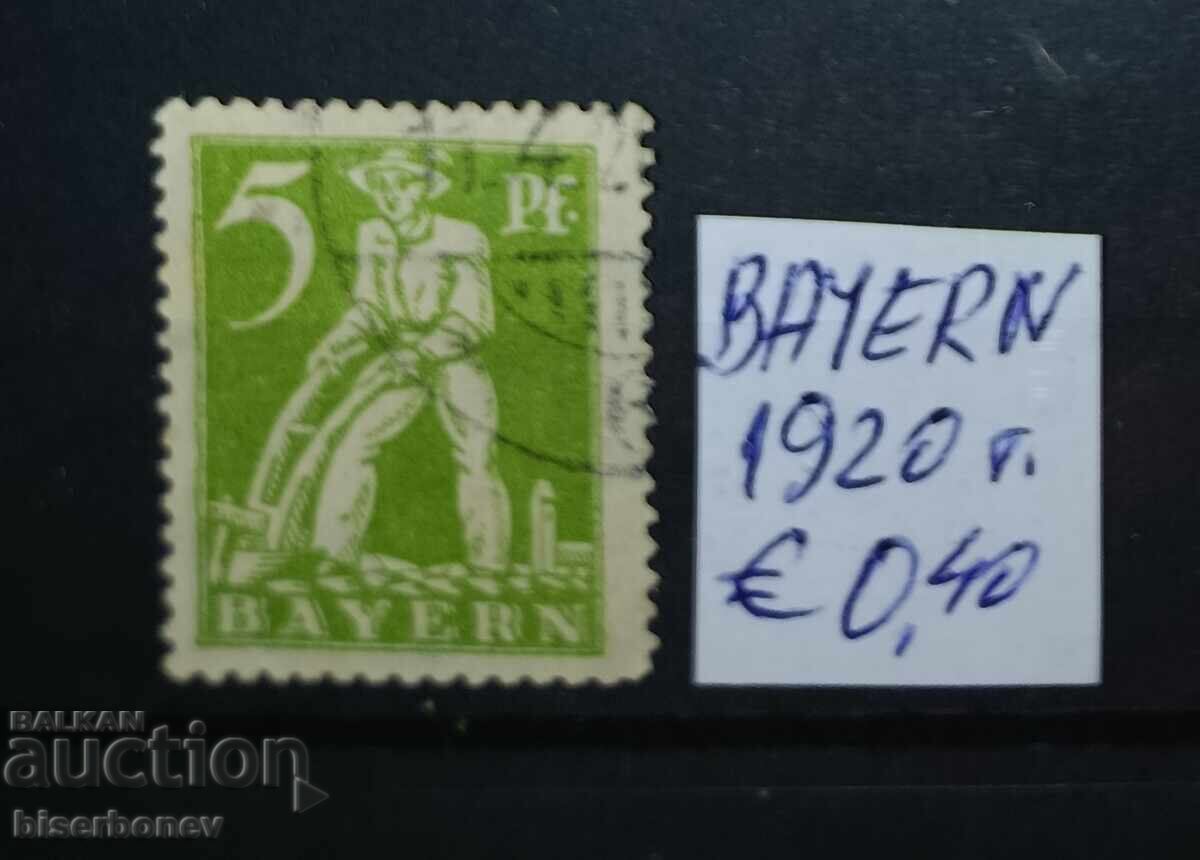 5 Pf.
BAYERN
BAYERN
1920 г.
€ 0,40
BALKAN
auction
biserbonev